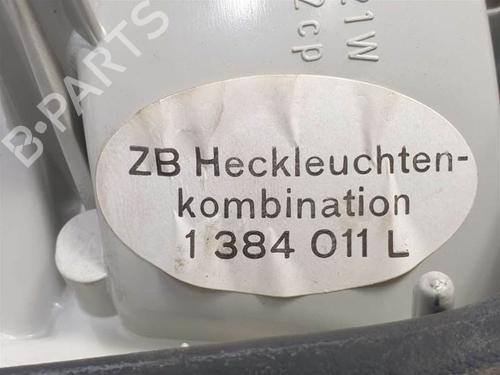 B-PARTS
21W
2cp
ZB Heckleuchten-
kombination
1 384 011 L